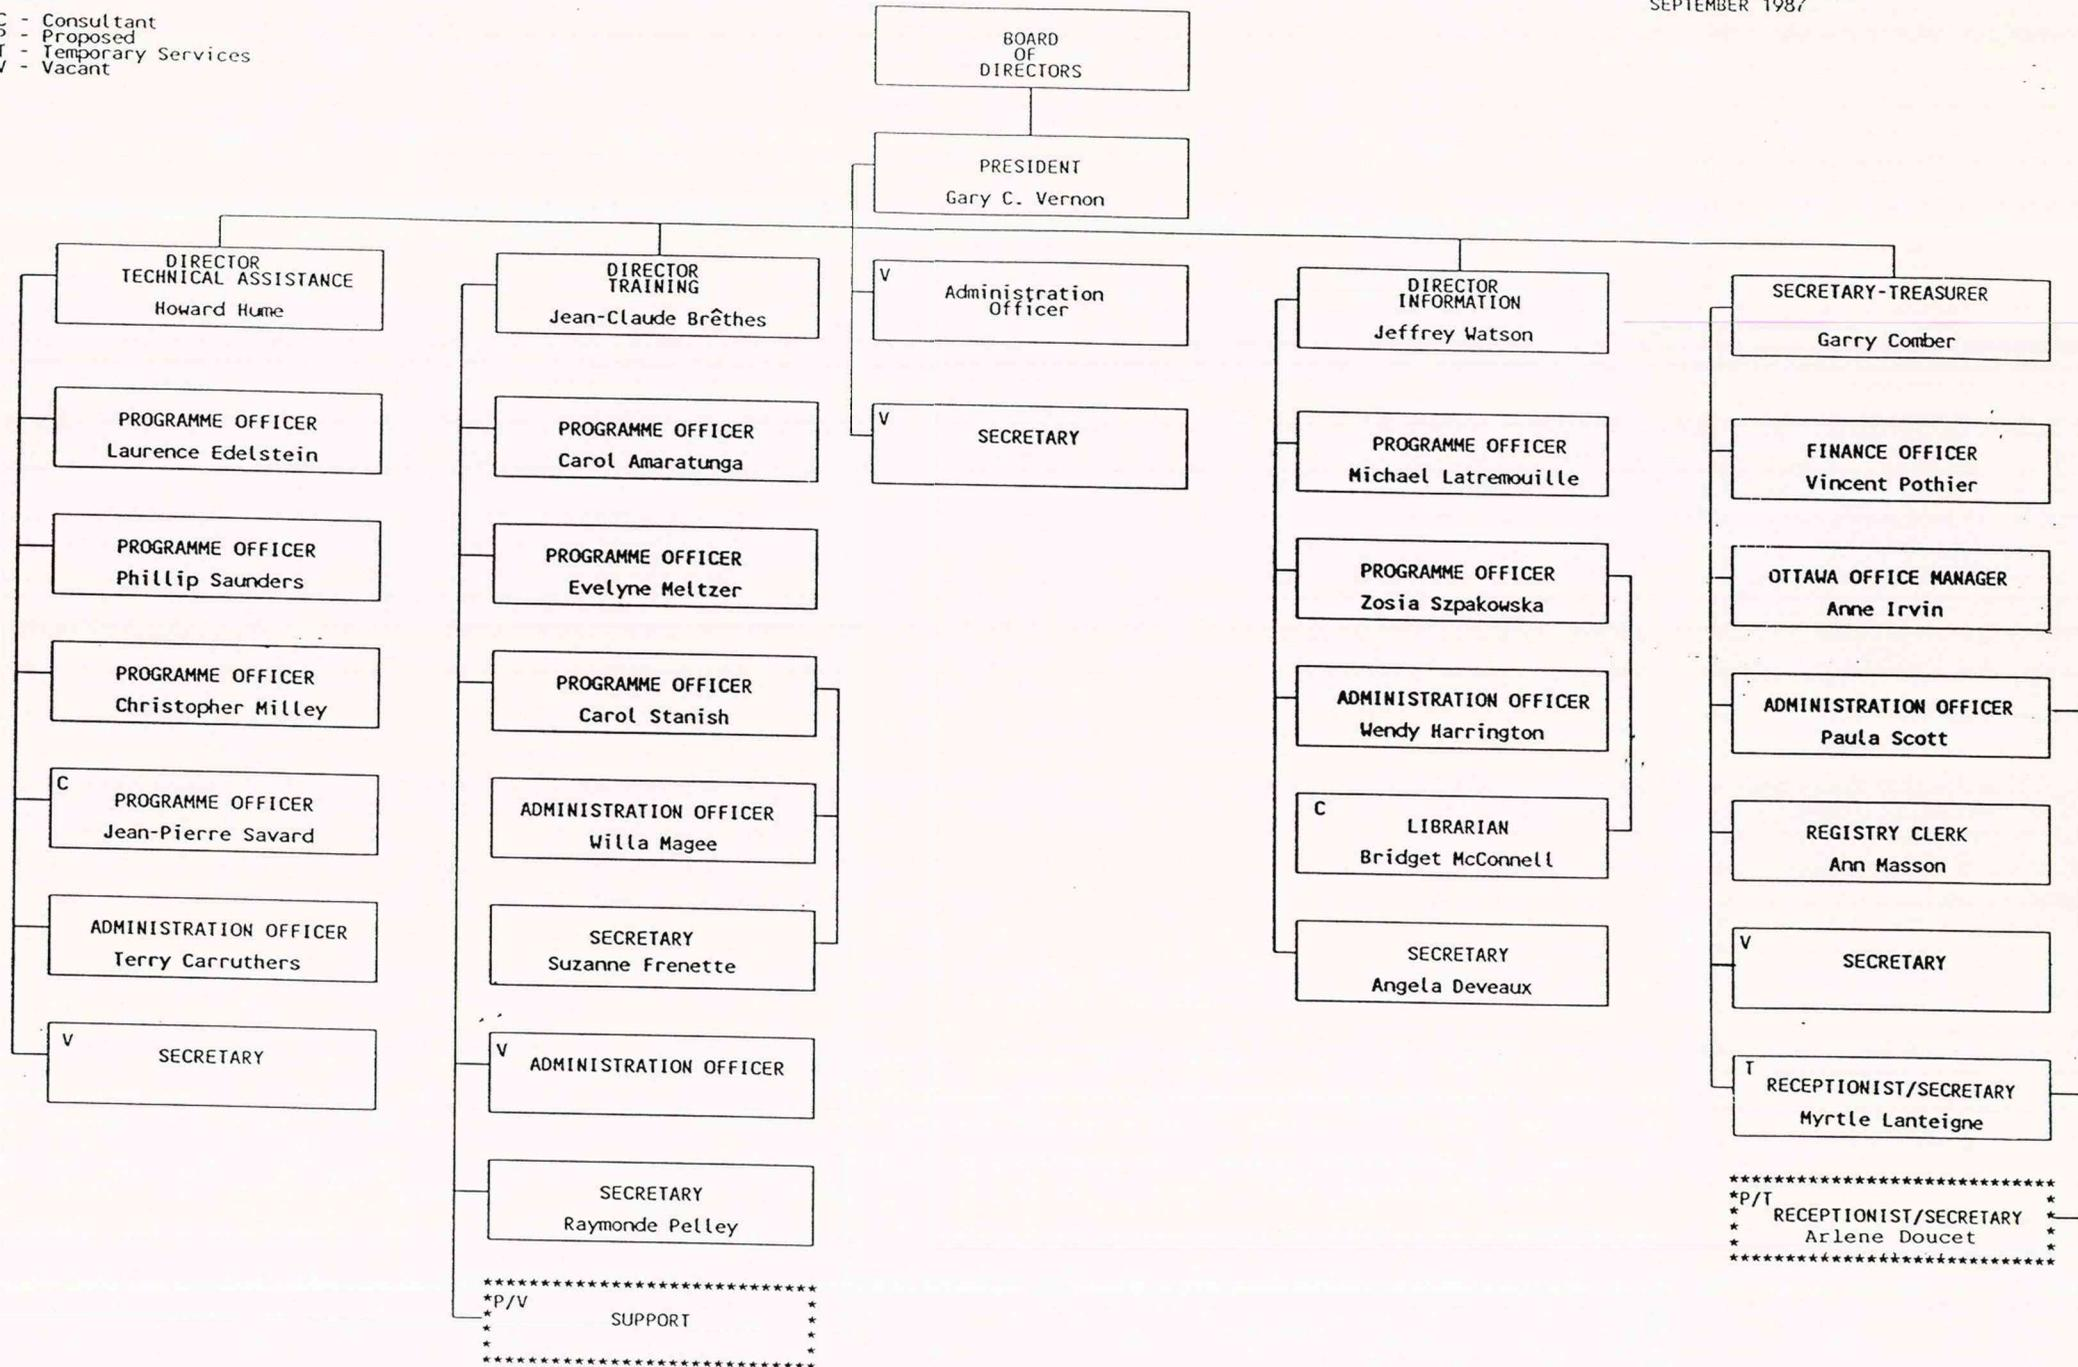 C - Consultant
P - Proposed
T - Temporary Services
V - Vacant
SEPTEMBER 1987
BOARD
OF
DIRECTORS
PRESIDENT
Gary C. Vernon
DIRECTOR
TECHNICAL ASSISTANCE
Howard Hume
PROGRAMME OFFICER
Laurence Edelstein
PROGRAMME OFFICER
Phillip Saunders
PROGRAMME OFFICER
Christopher Milley
C
PROGRAMME OFFICER
Jean-Pierre Savard
ADMINISTRATION OFFICER
Terry Carruthers
V
SECRETARY
DIRECTOR
TRAINING
Jean-Claude Brêthes
PROGRAMME OFFICER
Carol Amaratunga
PROGRAMME OFFICER
Evelyne Meltzer
PROGRAMME OFFICER
Carol Stanish
ADMINISTRATION OFFICER
Willa Magee
SECRETARY
Suzanne Frenette
V
ADMINISTRATION OFFICER
SECRETARY
Raymonde Pelley
P/V
SUPPORT
V
Administration
Officer
V
SECRETARY
DIRECTOR
INFORMATION
Jeffrey Watson
PROGRAMME OFFICER
Michael Latremouille
PROGRAMME OFFICER
Zosia Szpakowska
ADMINISTRATION OFFICER
Wendy Harrington
C
LIBRARIAN
Bridget McConnell
SECRETARY
Angela Deveaux
SECRETARY-TREASURER
Garry Comber
FINANCE OFFICER
Vincent Pothier
OTTAWA OFFICE MANAGER
Anne Irvin
ADMINISTRATION OFFICER
Paula Scott
REGISTRY CLERK
Ann Masson
V
SECRETARY
T
RECEPTIONIST/SECRETARY
Myrtle Lanteigne
P/T
RECEPTIONIST/SECRETARY
Arlene Doucet